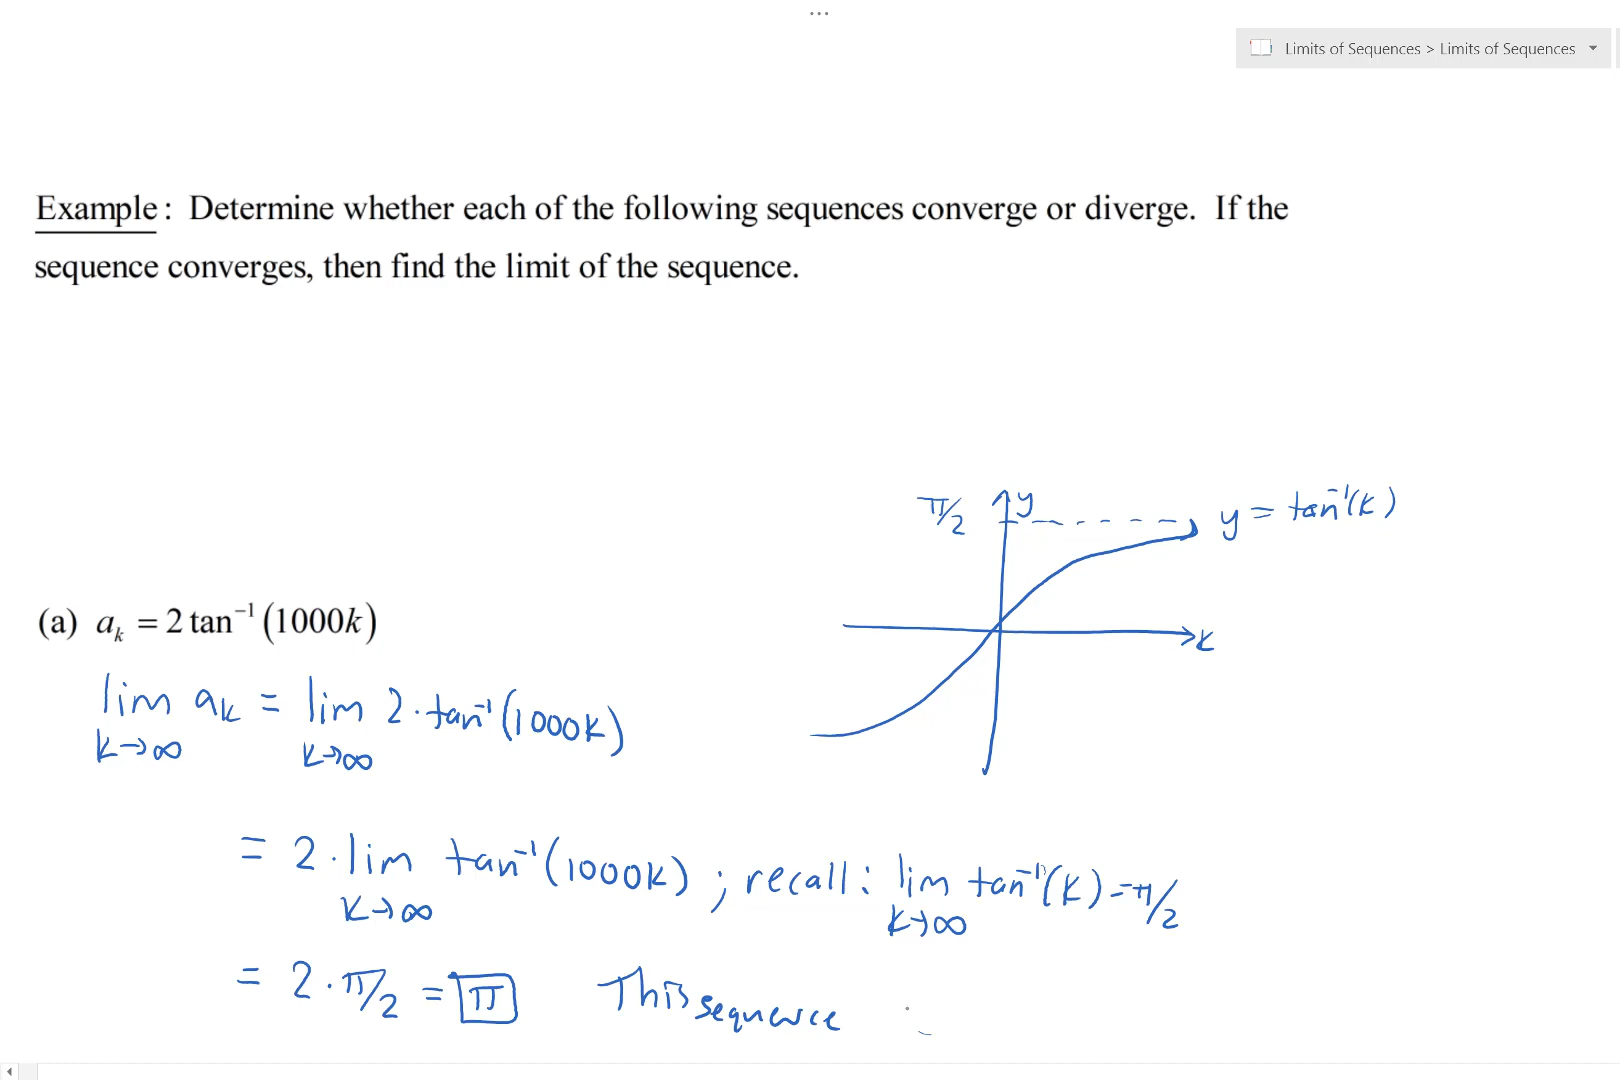 ...
Limits of Sequences > Limits of Sequences
Example: Determine whether each of the following sequences converge or diverge. If the
sequence converges, then find the limit of the sequence.
π/2 y y = tan⁻¹(k)
k
(a) aₖ = 2 tan⁻¹(1000k)
lim aₖ = lim 2·tan⁻¹(1000k)
k→∞ k→∞
= 2·lim tan⁻¹(1000k) ; recall: lim tan⁻¹(k) = π/2
k→∞ k→∞
= 2·π/2 = π This sequence